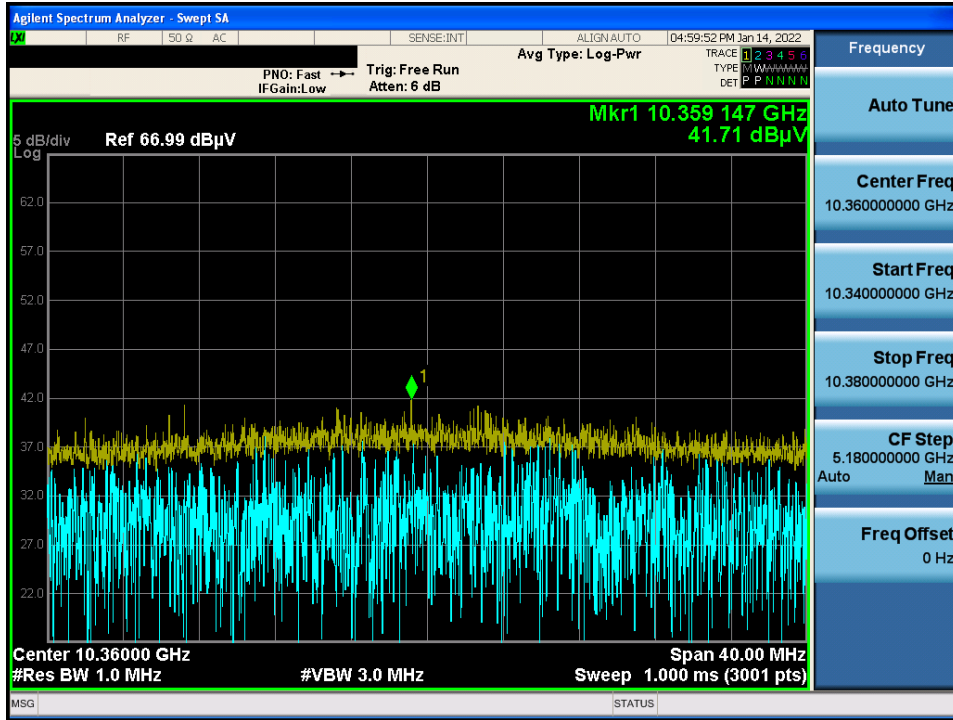 Agilent Spectrum Analyzer - Swept SA
LXI RF 50 Ω AC SENSE:INT ALIGNAUTO 04:59:52 PM Jan 14, 2022
Avg Type: Log-Pwr
TRACE 1 2 3 4 5 6
TYPE M W W W W W
DET P P N N N N
PNO: Fast
IFGain:Low
Trig: Free Run
Atten: 6 dB
Mkr1 10.359 147 GHz
41.71 dBµV
5 dB/div
Log
Ref 66.99 dBµV
62.0
57.0
52.0
47.0
42.0
37.0
32.0
27.0
22.0
1
Center 10.36000 GHz
Span 40.00 MHz
#Res BW 1.0 MHz
#VBW 3.0 MHz
Sweep 1.000 ms (3001 pts)
MSG
STATUS
Frequency
Auto Tune
Center Freq
10.360000000 GHz
Start Freq
10.340000000 GHz
Stop Freq
10.380000000 GHz
CF Step
5.180000000 GHz
Auto Man
Freq Offset
0 Hz